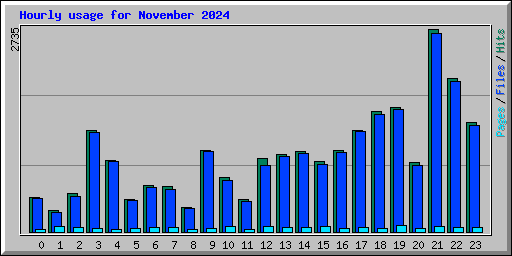 Hourly usage for November 2024
2735
Pages/Files/Hits
0 1 2 3 4 5 6 7 8 9 10 11 12 13 14 15 16 17 18 19 20 21 22 23